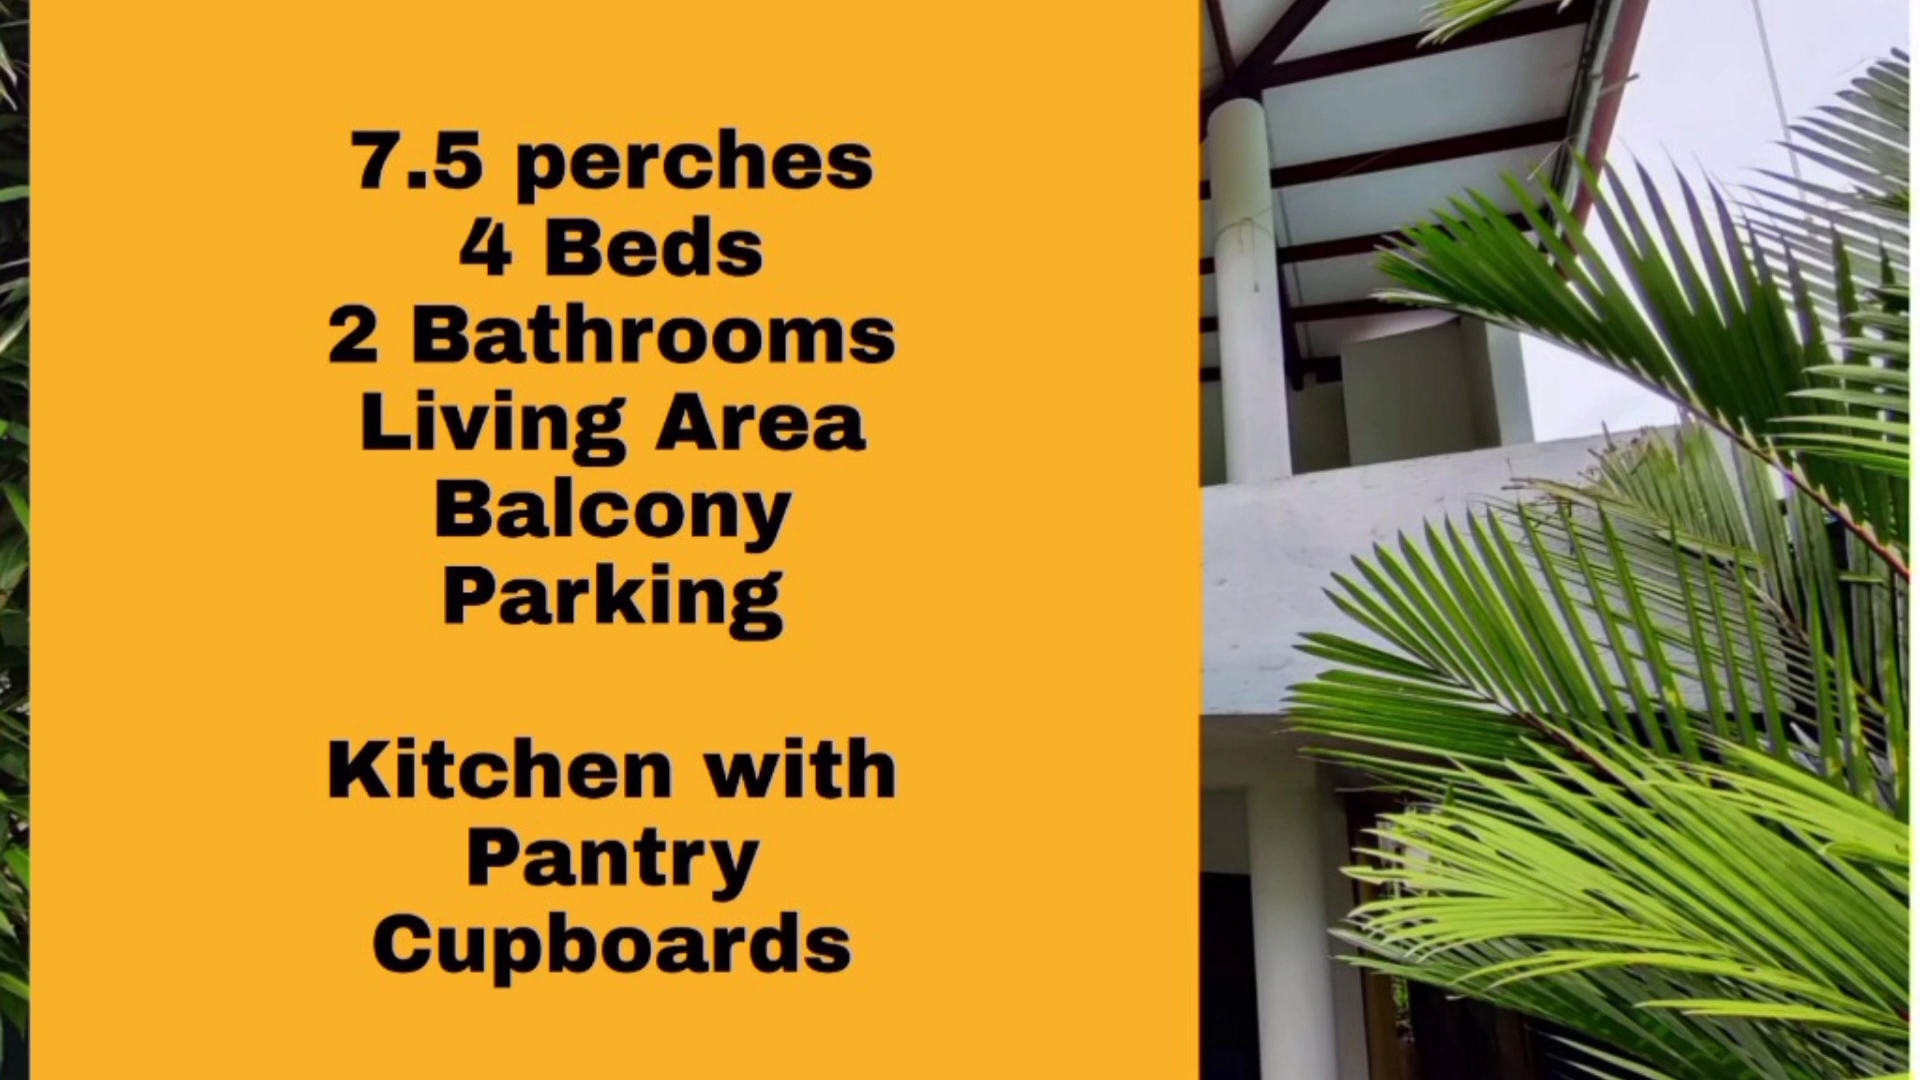 7.5 perches
4 Beds
2 Bathrooms
Living Area
Balcony
Parking
Kitchen with
Pantry
Cupboards